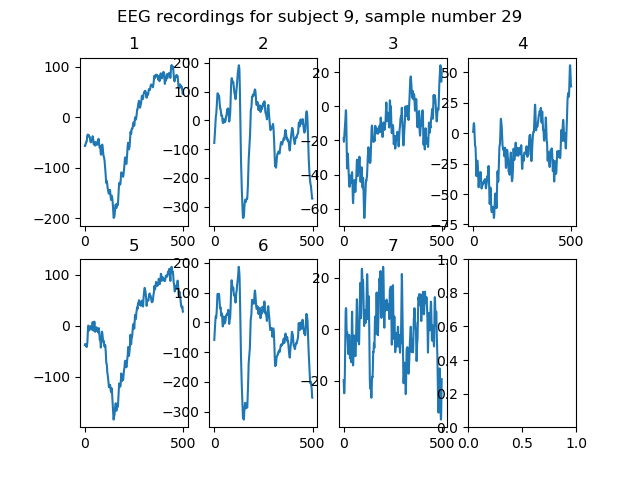 EEG recordings for subject 9, sample number 29
1 2 3 4
100 0 −100 −200
200 100 0 −100 −200 −300
20 0 −20 −40 −60
50 25 0 −25 −50 −75
0 500 0 500 0 500 0 500
5 6 7
100 0 −100
200 100 0 −100 −200 −300
20 0 −20
1.0 0.8 0.6 0.4 0.2 0.0
0 500 0 500 0 500 0.0 0.5 1.0